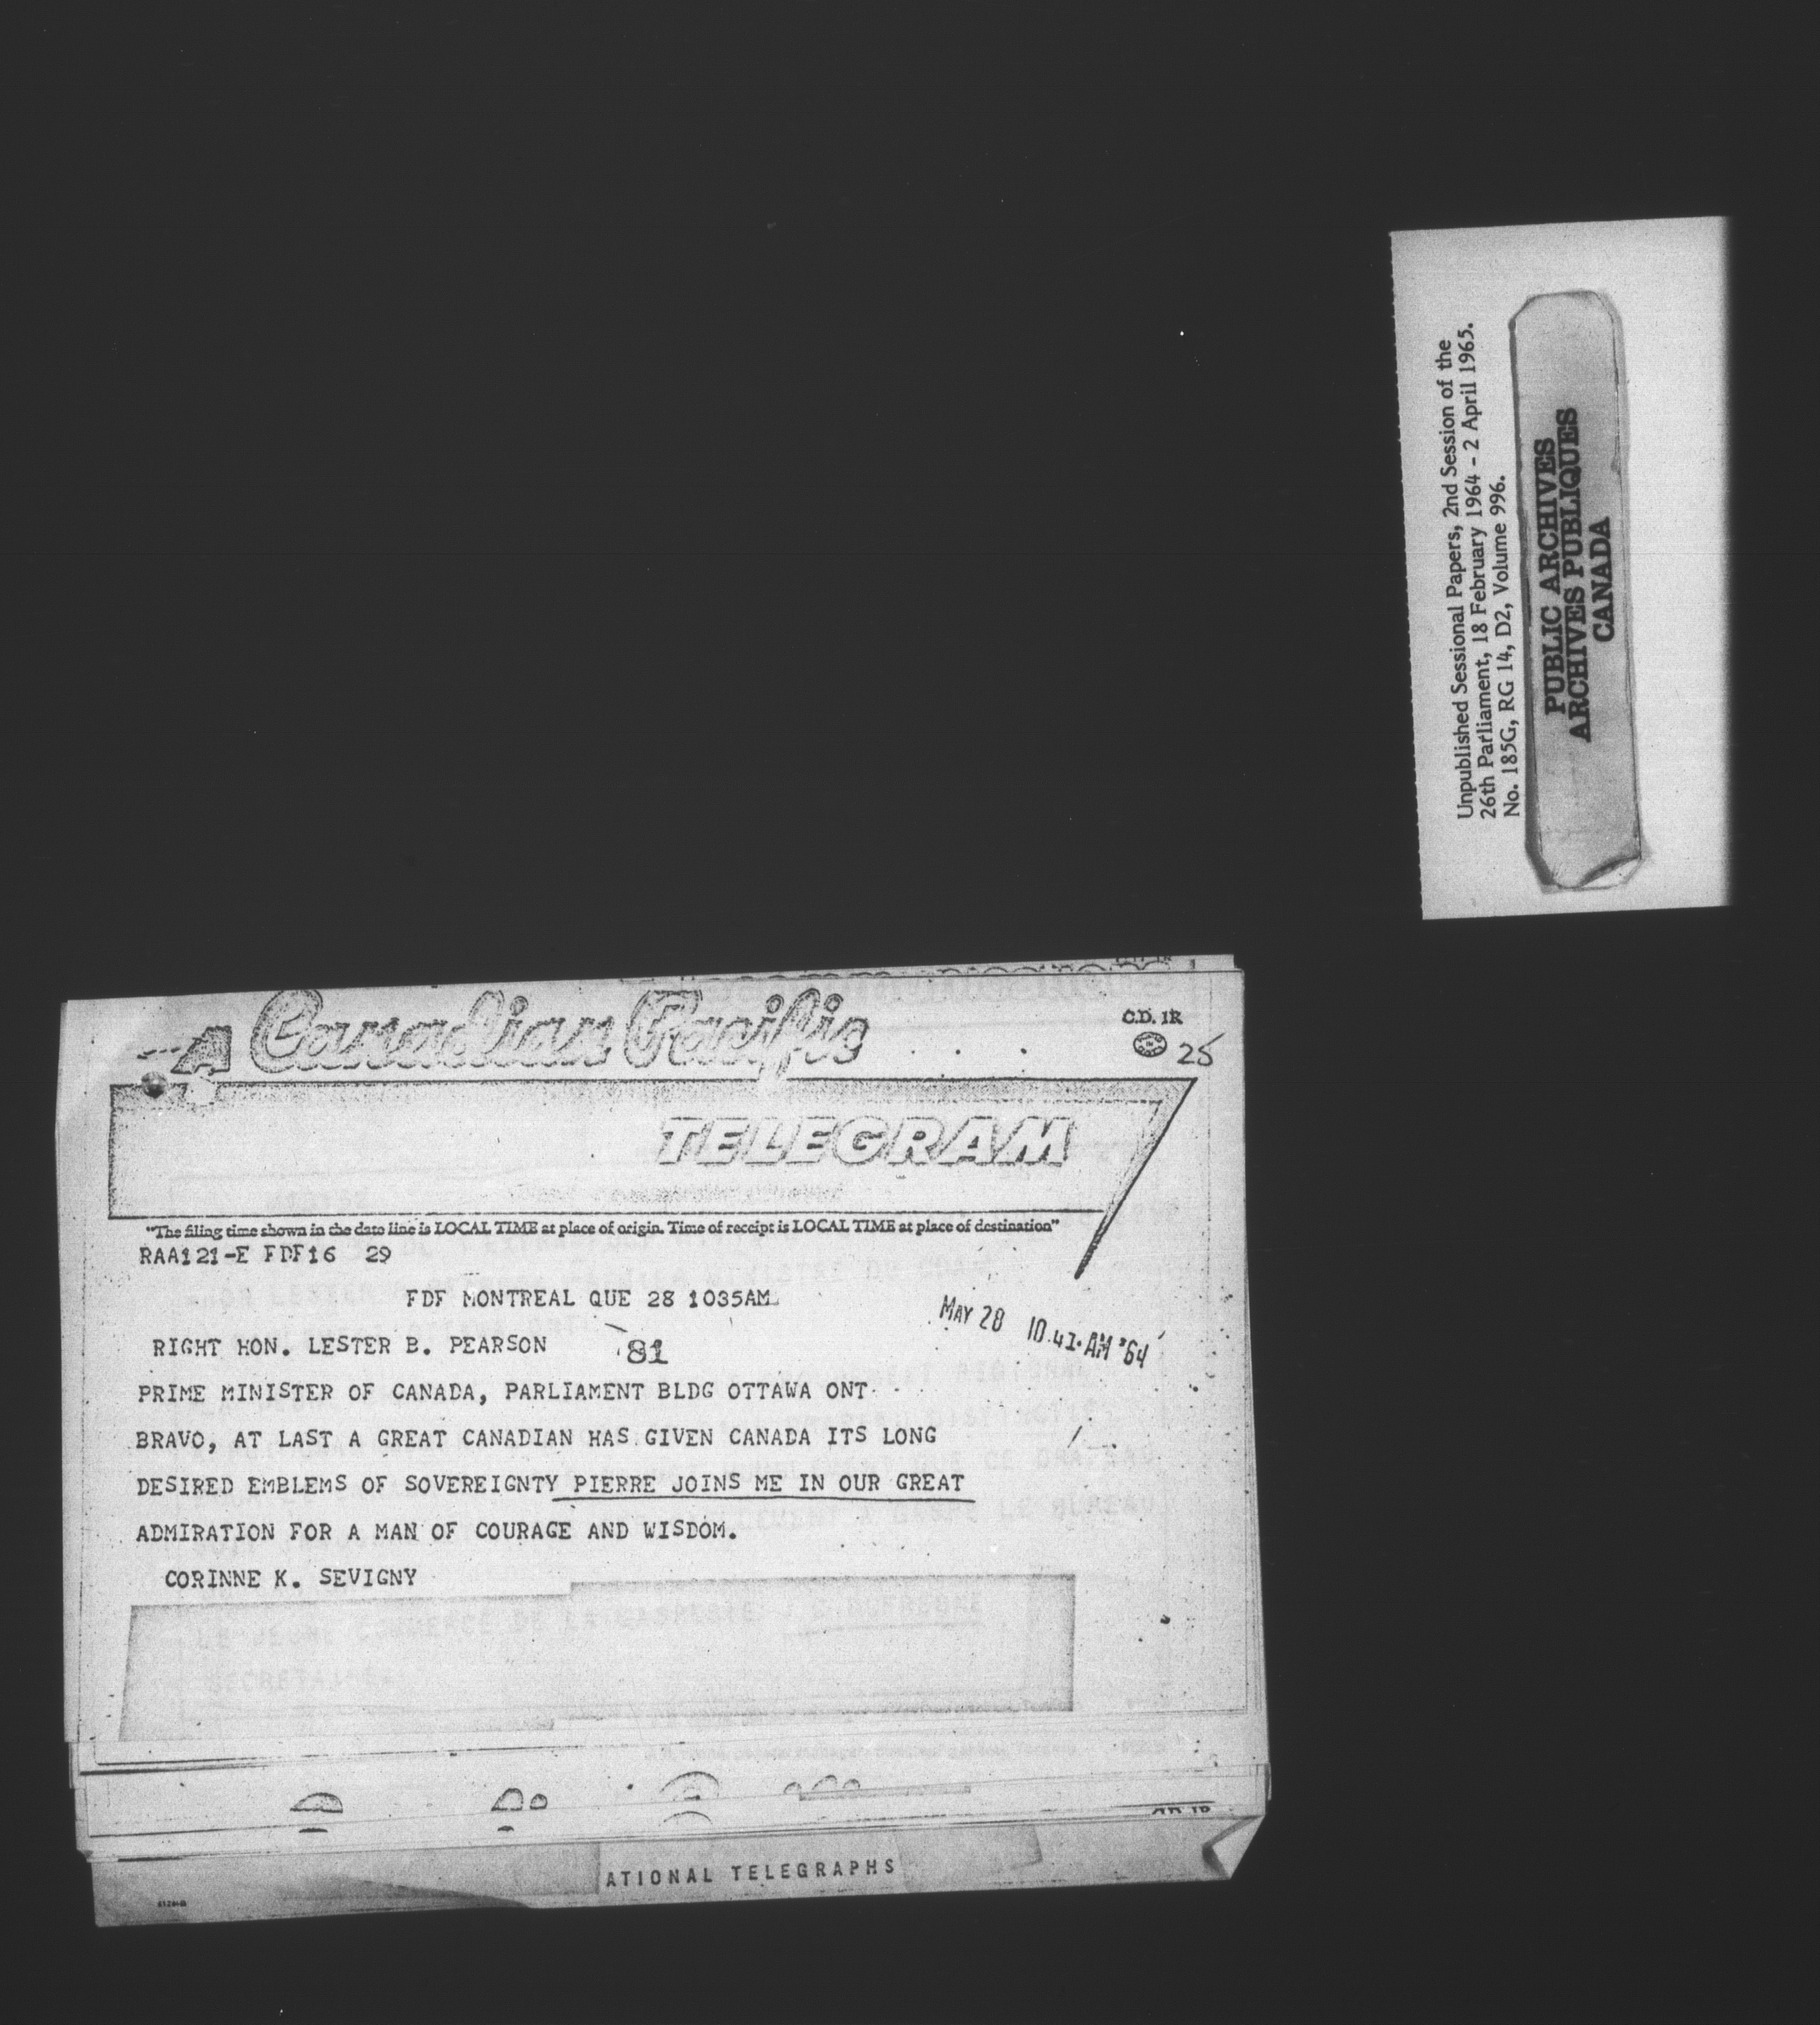 Unpublished Sessional Papers, 2nd Session of the
26th Parliament, 18 February 1964 - 2 April 1965.
No. 185G, RG 14, D2, Volume 996.
PUBLIC ARCHIVES
ARCHIVES PUBLIQUES
CANADA
Canadian Pacific
C.D. 1R
25
TELEGRAM
"The filing time shown in the date line is LOCAL TIME at place of origin. Time of receipt is LOCAL TIME at place of destination"
RAA121-E FDF16 29
FDF MONTREAL QUE 28 1035AM
MAY 28 10.41.AM '64
RIGHT HON. LESTER B. PEARSON 81
PRIME MINISTER OF CANADA, PARLIAMENT BLDG OTTAWA ONT
BRAVO, AT LAST A GREAT CANADIAN HAS GIVEN CANADA ITS LONG
DESIRED EMBLEMS OF SOVEREIGNTY PIERRE JOINS ME IN OUR GREAT
ADMIRATION FOR A MAN OF COURAGE AND WISDOM.
CORINNE K. SEVIGNY
ATIONAL TELEGRAPHS